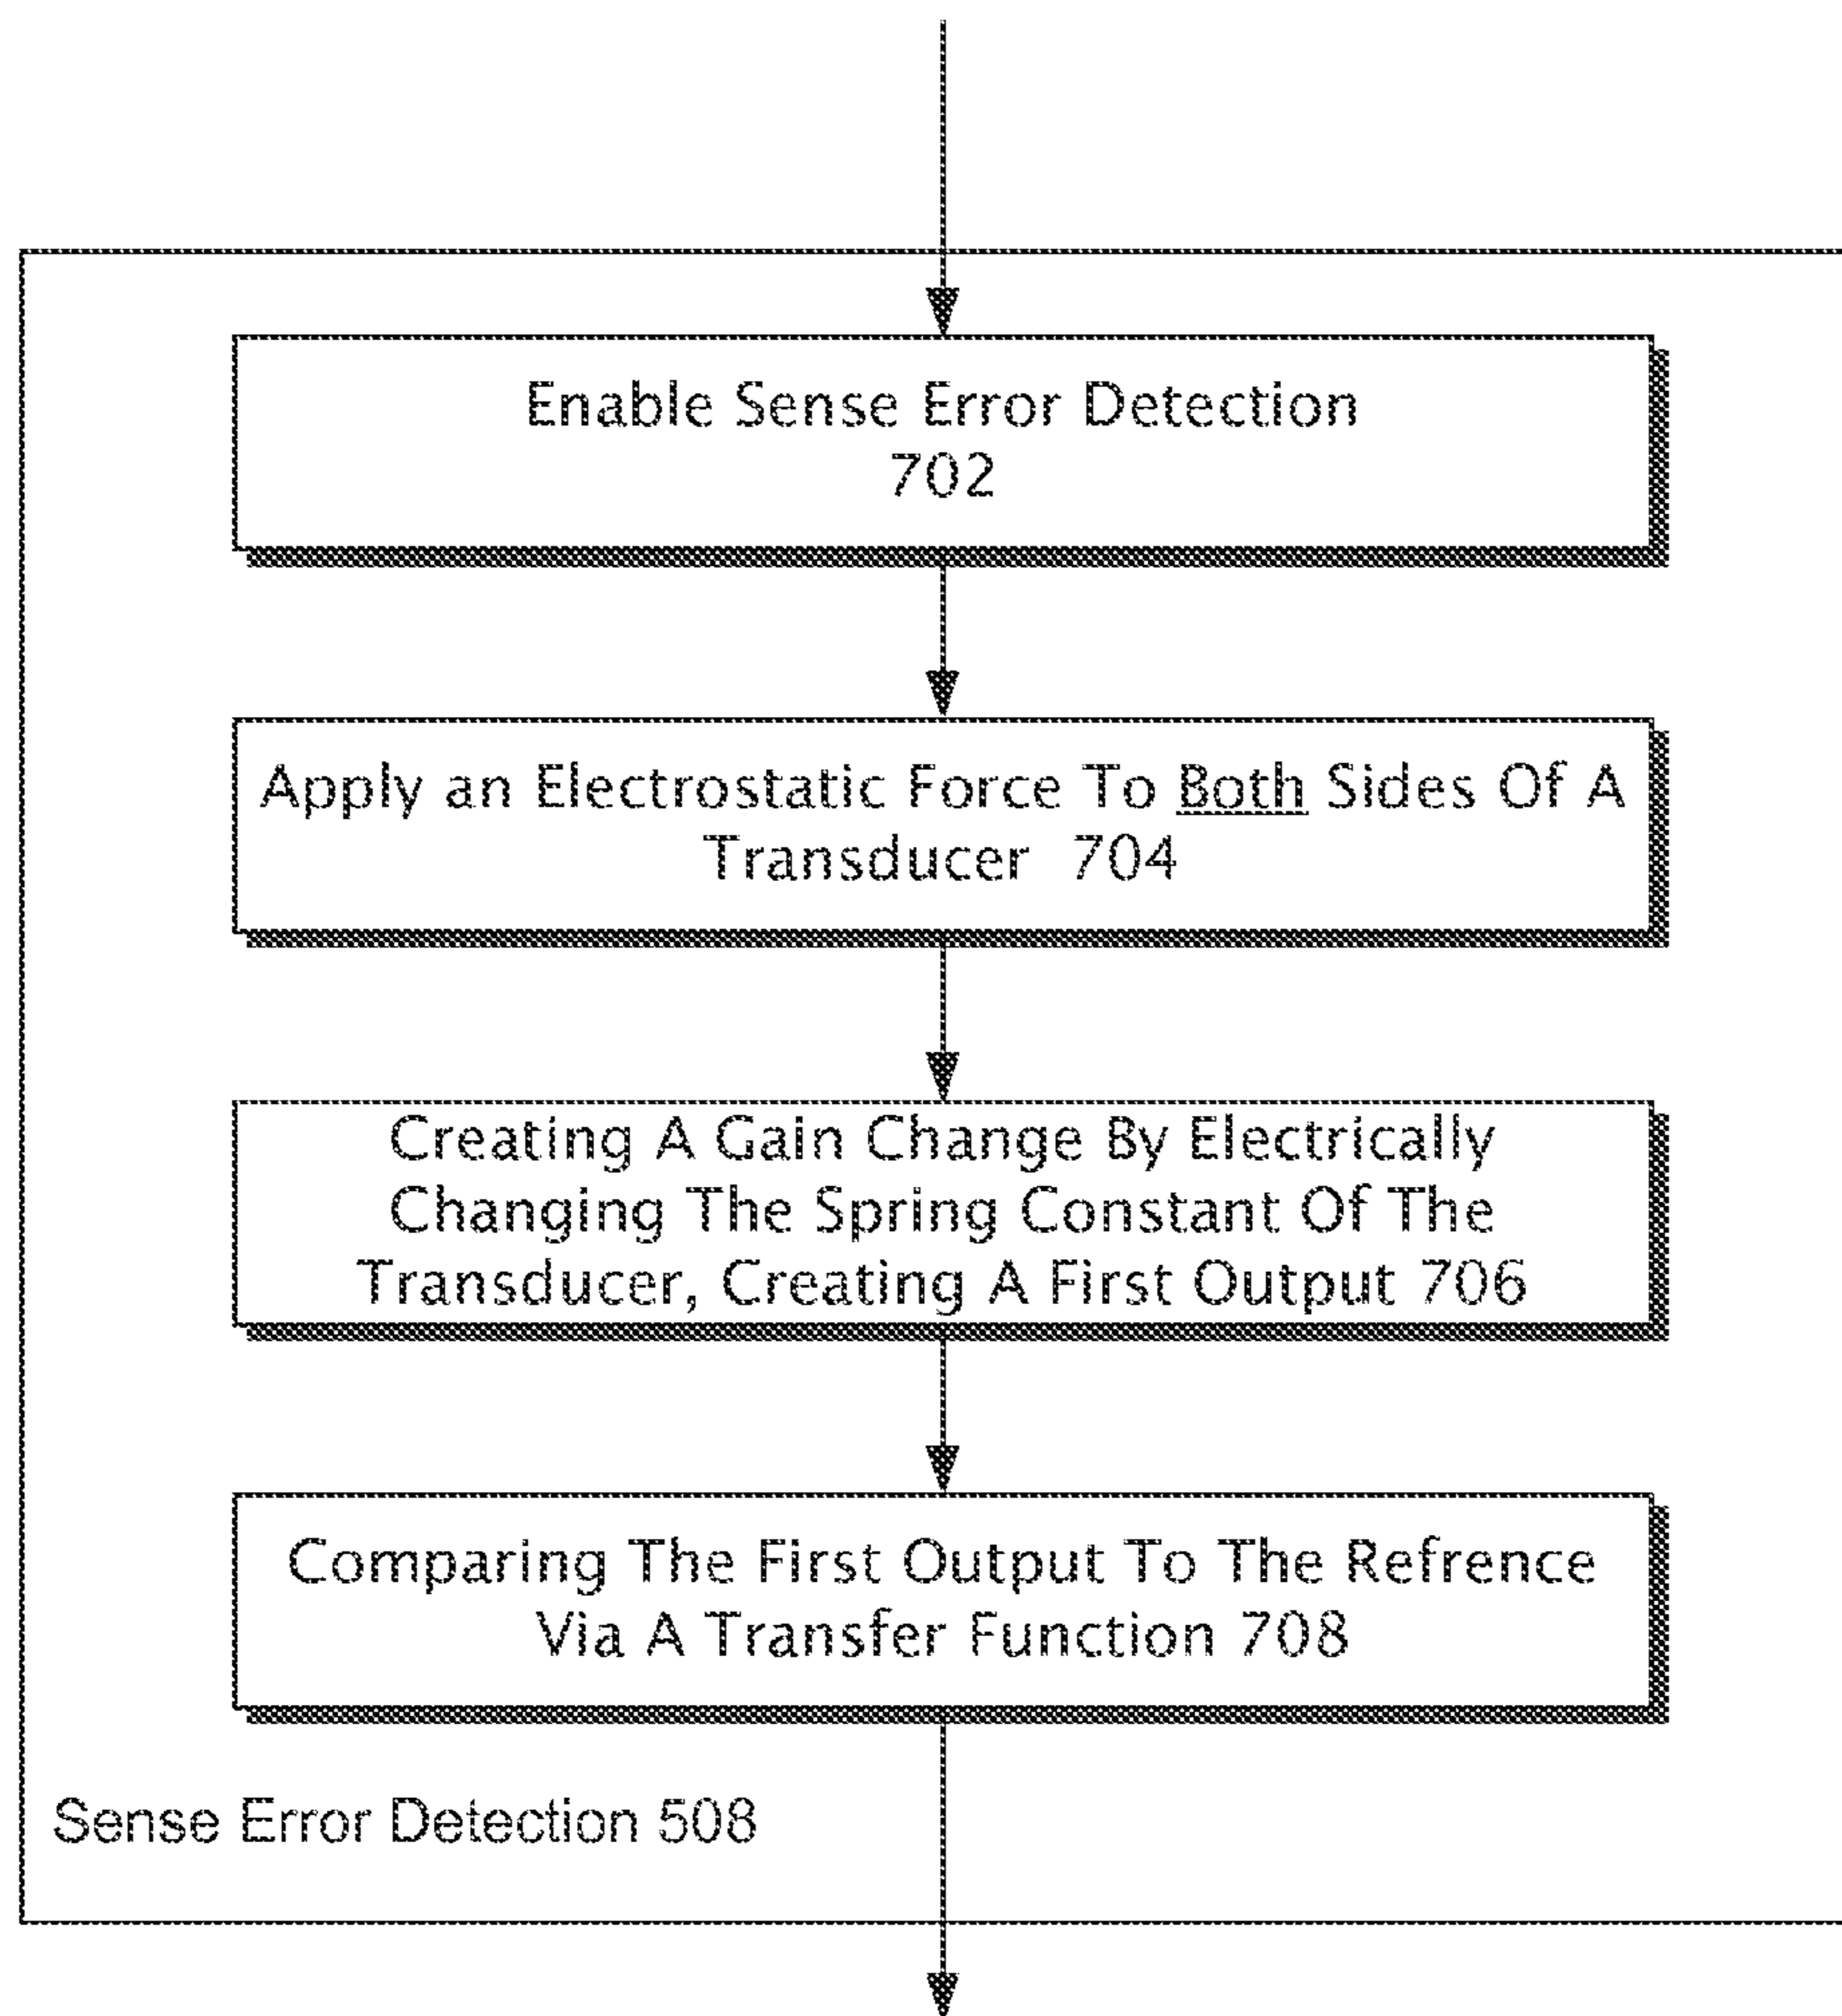 Enable Sense Error Detection
702
Apply an Electrostatic Force To Both Sides Of A
Transducer 704
Creating A Gain Change By Electrically
Changing The Spring Constant Of The
Transducer, Creating A First Output 706
Comparing The First Output To The Refrence
Via A Transfer Function 708
Sense Error Detection 508